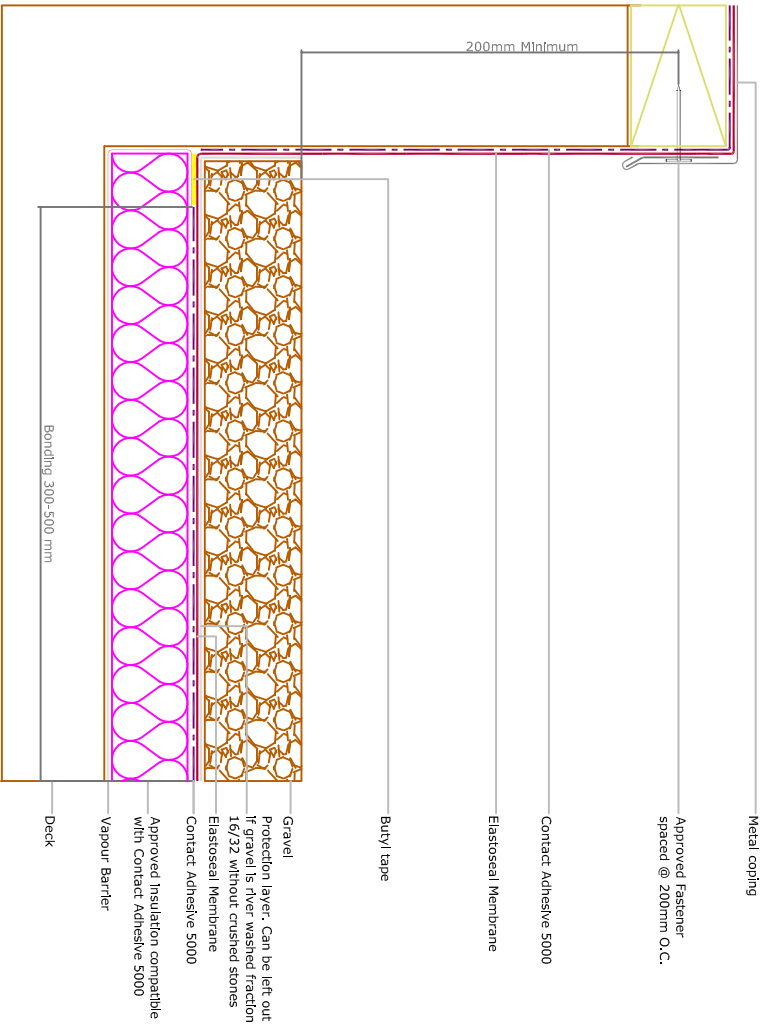 Metal coping
Approved Fastener
spaced @ 200mm O.C.
Contact Adhesive 5000
Elastoseal Membrane
Butyl tape
Gravel
Protection layer. Can be left out
if gravel is river washed fraction
16/32 without crushed stones
Elastoseal Membrane
Contact Adhesive 5000
Approved insulation compatible
with Contact Adhesive 5000
Vapour Barrier
Deck
200mm Minimum
Bonding 300-500 mm